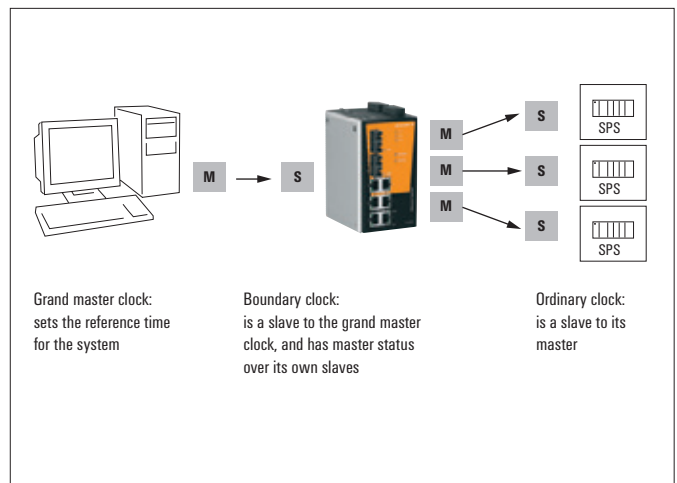 M
S
M
M
M
S
S
S
SPS
SPS
SPS
Grand master clock:
sets the reference time
for the system
Boundary clock:
is a slave to the grand master
clock, and has master status
over its own slaves
Ordinary clock:
is a slave to its
master